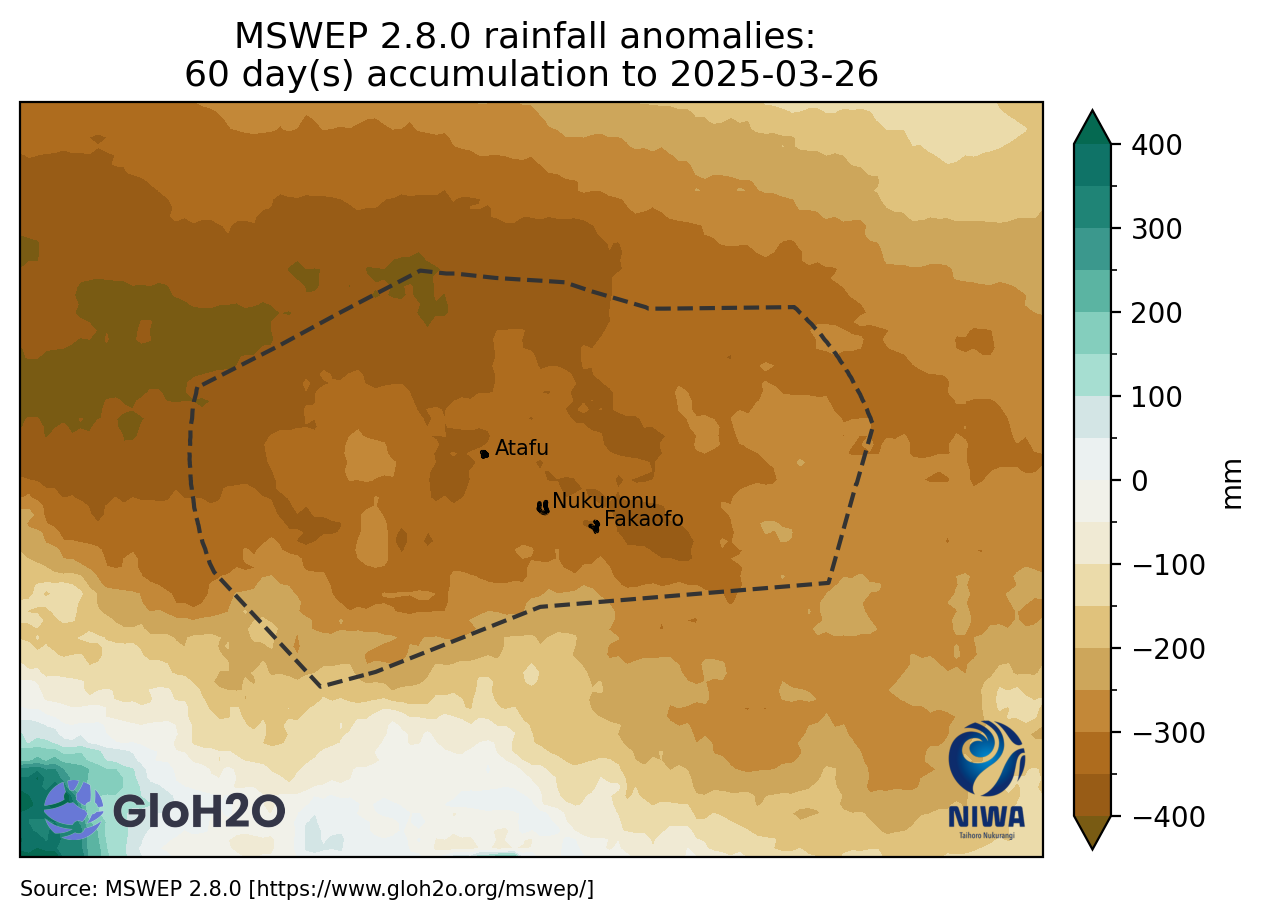 MSWEP 2.8.0 rainfall anomalies:
60 day(s) accumulation to 2025-03-26
400
300
200
100
0
−100
−200
−300
−400
mm
Atafu
Nukunonu
Fakaofo
GloH2O
NIWA
Taihoro Nukurangi
Source: MSWEP 2.8.0 [https://www.gloh2o.org/mswep/]